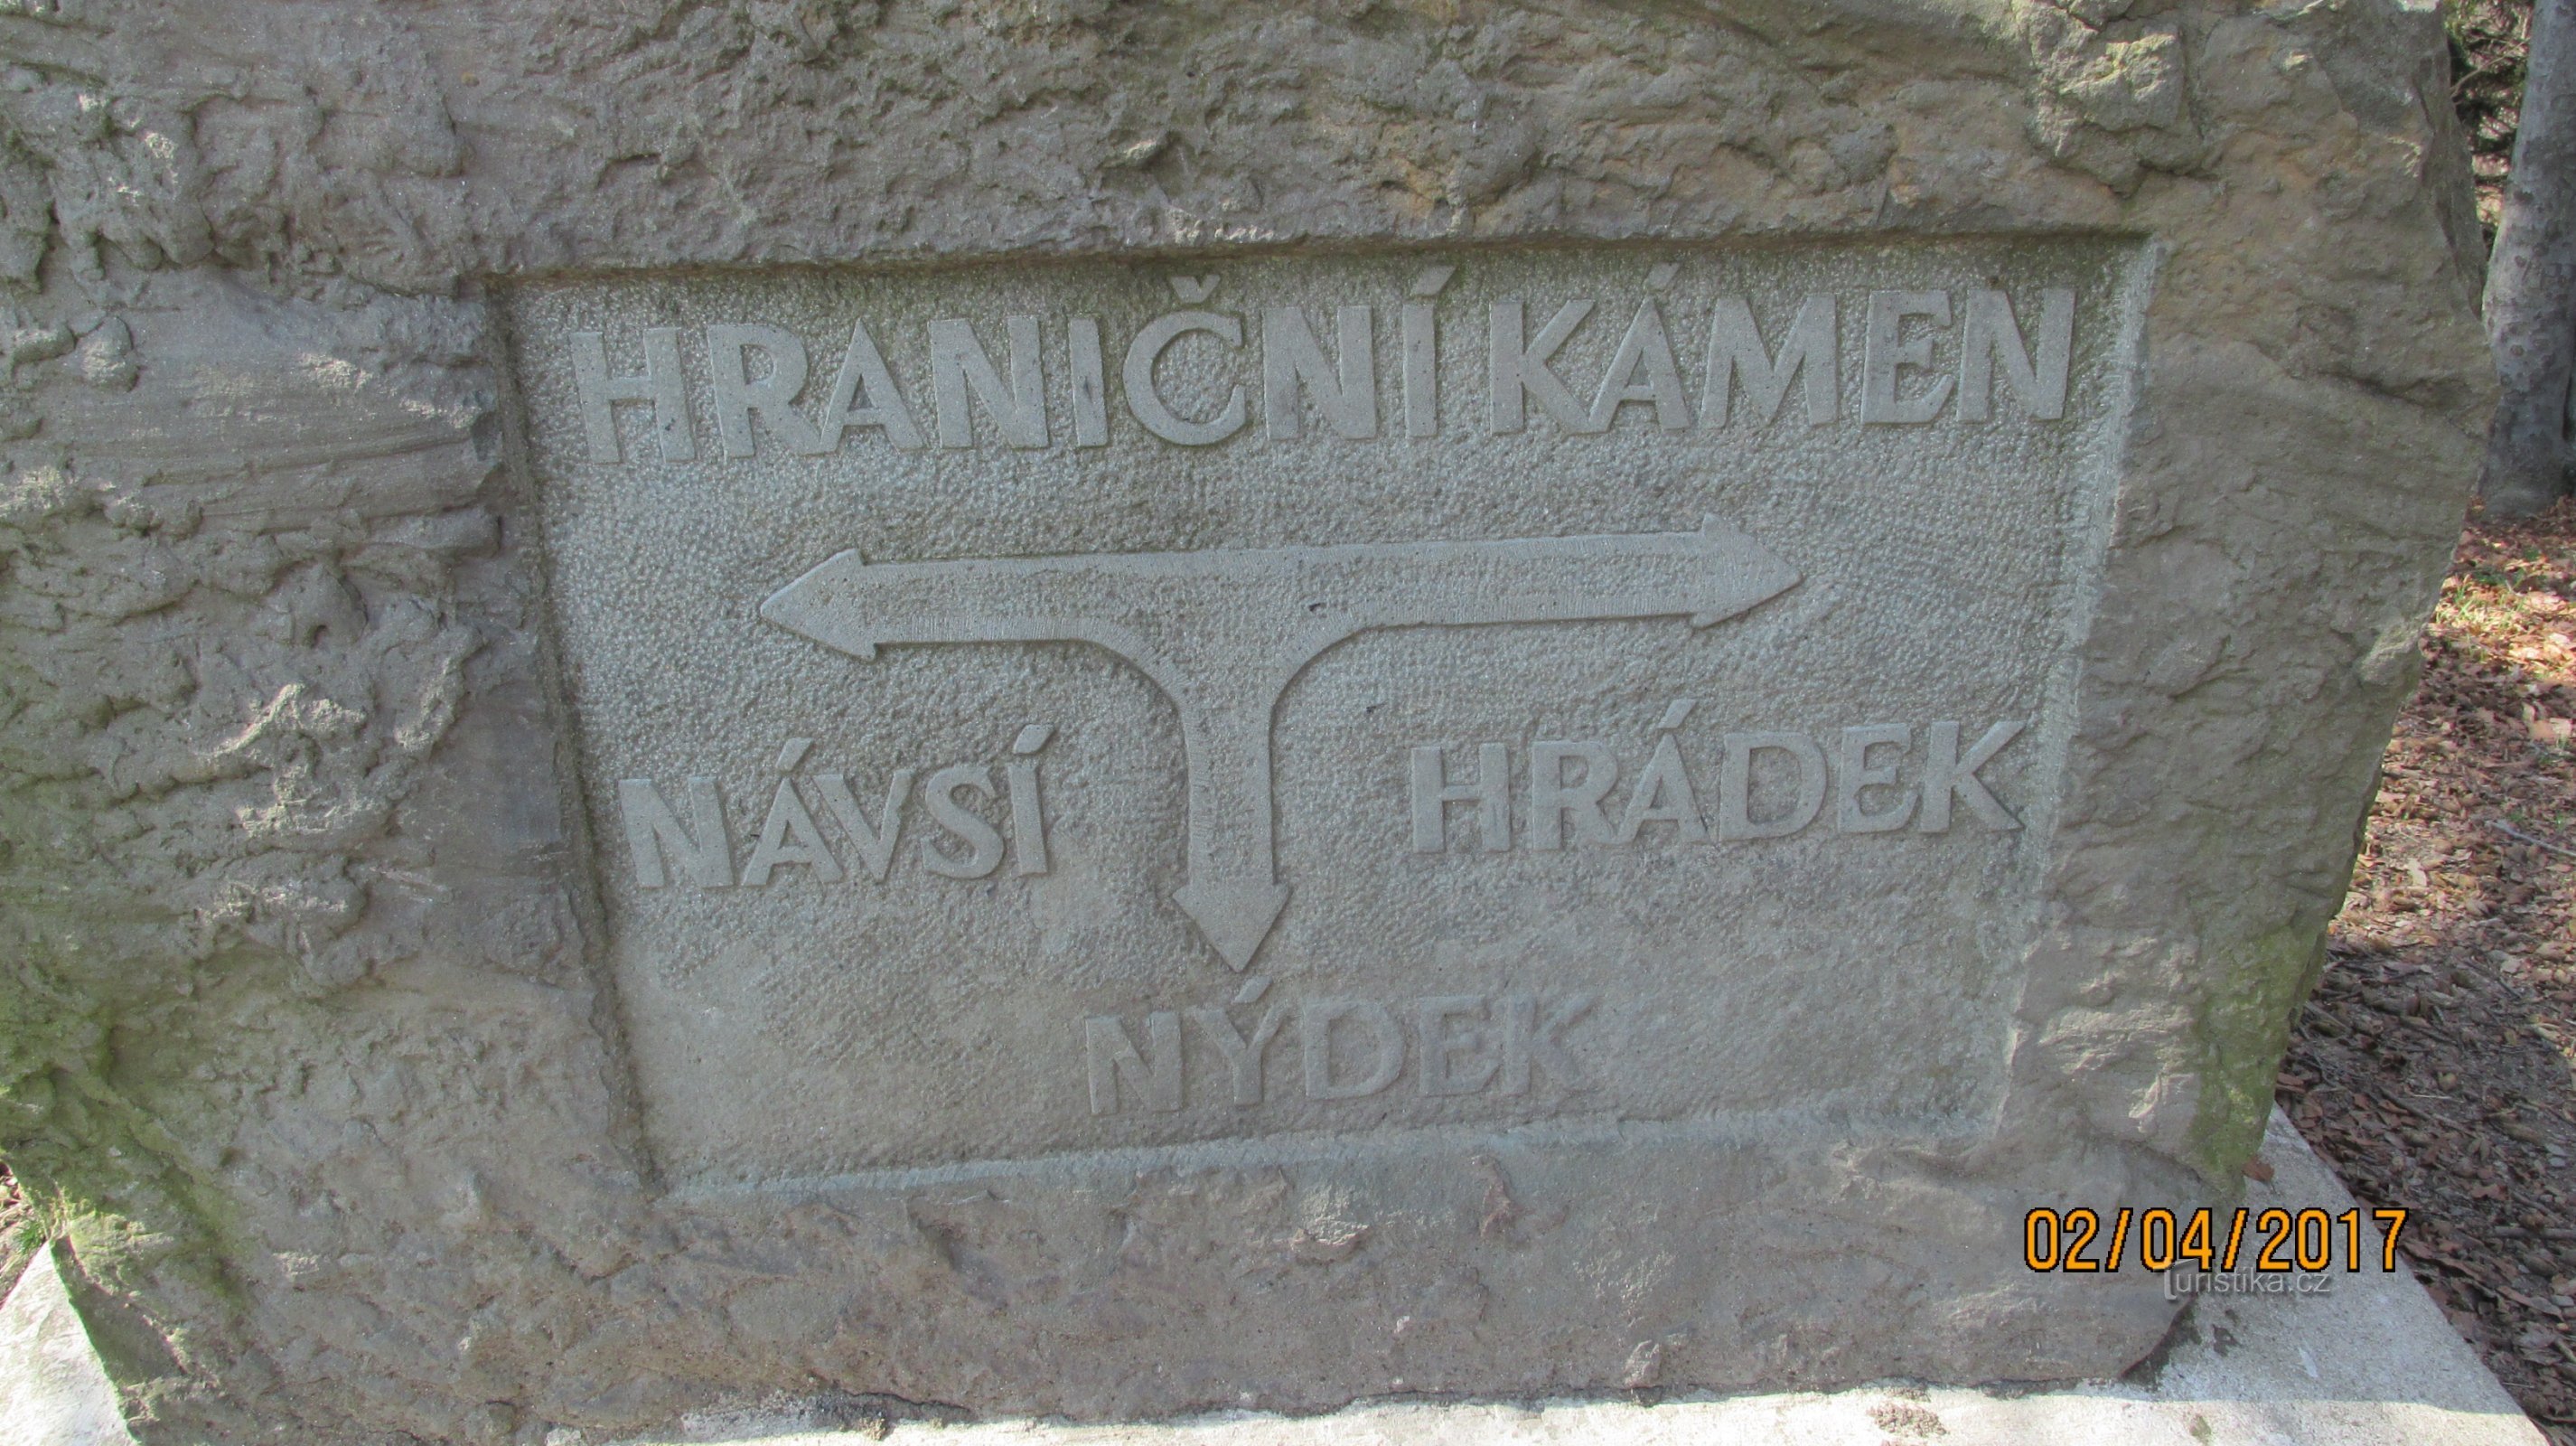 HRANIČNÍ KÁMEN
NÁVSÍ HRÁDEK
NÝDEK
02/04/2017
Turistika.cz